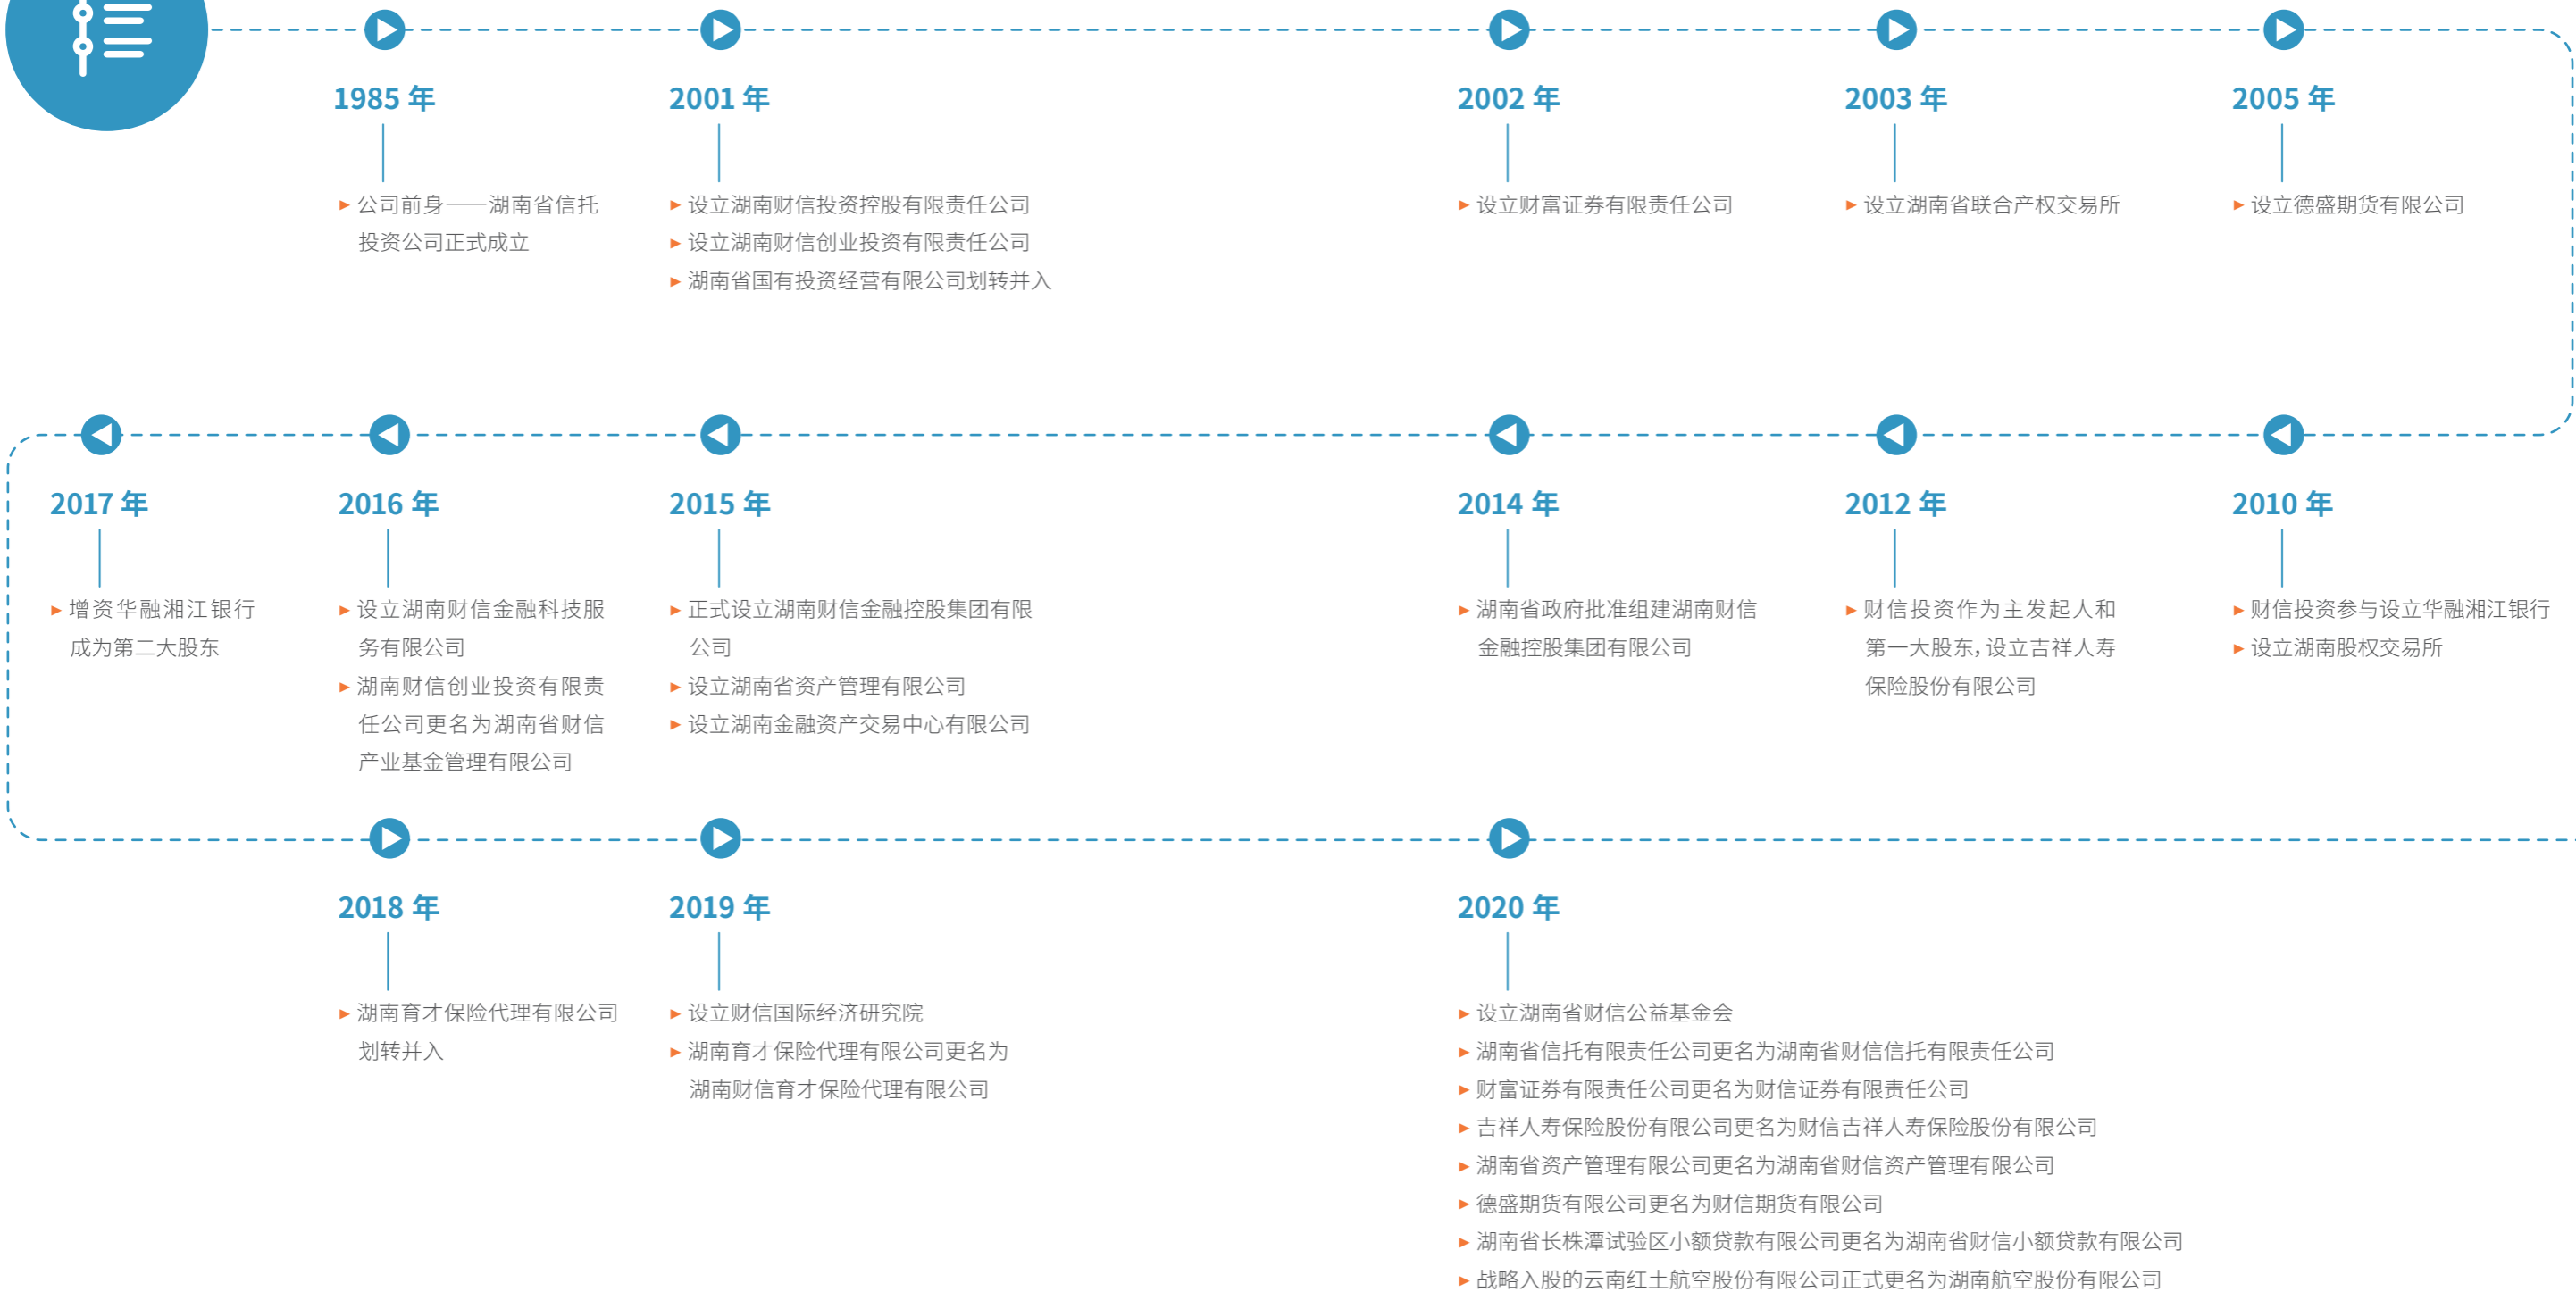 1985 年
公司前身——湖南省信托
投资公司正式成立
2001 年
设立湖南财信投资控股有限责任公司
设立湖南财信创业投资有限责任公司
湖南省国有投资经营有限公司划转并入
2002 年
设立财富证券有限责任公司
2003 年
设立湖南省联合产权交易所
2005 年
设立德盛期货有限公司
2010 年
财信投资参与设立华融湘江银行
设立湖南股权交易所
2012 年
财信投资作为主发起人和
第一大股东,设立吉祥人寿
保险股份有限公司
2014 年
湖南省政府批准组建湖南财信
金融控股集团有限公司
2015 年
正式设立湖南财信金融控股集团有限
公司
设立湖南省资产管理有限公司
设立湖南金融资产交易中心有限公司
2016 年
设立湖南财信金融科技服
务有限公司
湖南财信创业投资有限责
任公司更名为湖南省财信
产业基金管理有限公司
2017 年
增资华融湘江银行
成为第二大股东
2018 年
湖南育才保险代理有限公司
划转并入
2019 年
设立财信国际经济研究院
湖南育才保险代理有限公司更名为
湖南财信育才保险代理有限公司
2020 年
设立湖南省财信公益基金会
湖南省信托有限责任公司更名为湖南省财信信托有限责任公司
财富证券有限责任公司更名为财信证券有限责任公司
吉祥人寿保险股份有限公司更名为财信吉祥人寿保险股份有限公司
湖南省资产管理有限公司更名为湖南省财信资产管理有限公司
德盛期货有限公司更名为财信期货有限公司
湖南省长株潭试验区小额贷款有限公司更名为湖南省财信小额贷款有限公司
战略入股的云南红土航空股份有限公司正式更名为湖南航空股份有限公司